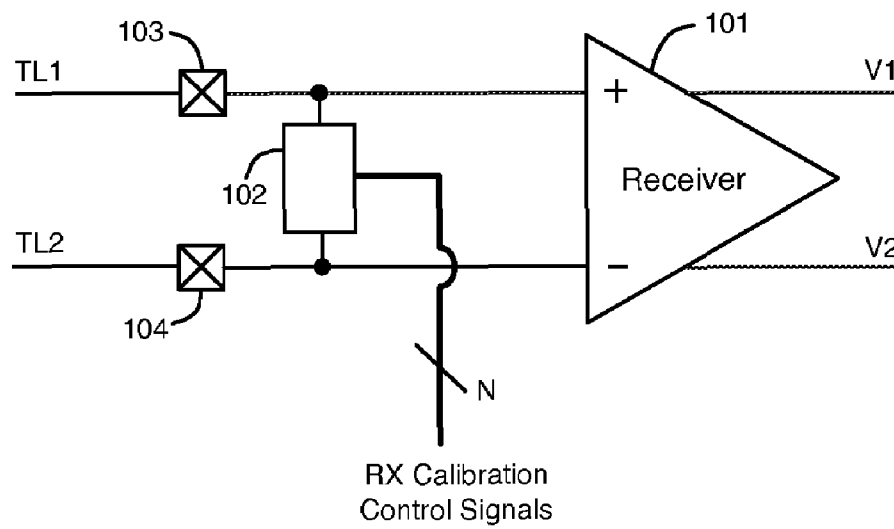 103
101
TL1
V1
+
102
Receiver
TL2
−
V2
104
N
RX Calibration
Control Signals